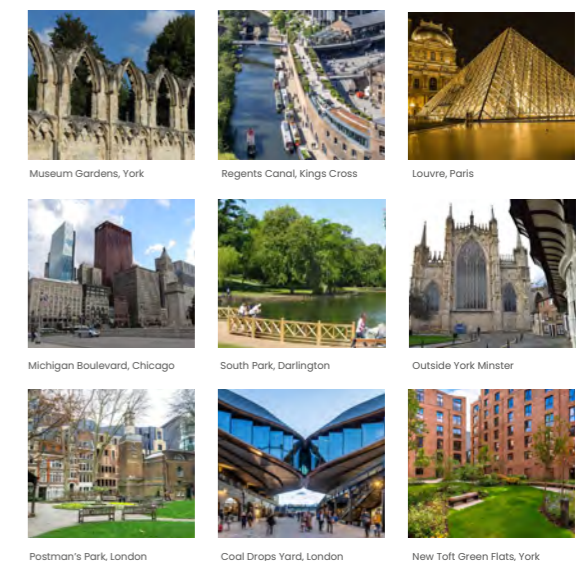 Museum Gardens, York
Regents Canal, Kings Cross
Louvre, Paris
Michigan Boulevard, Chicago
South Park, Darlington
Outside York Minster
Postman's Park, London
Coal Drops Yard, London
New Toft Green Flats, York